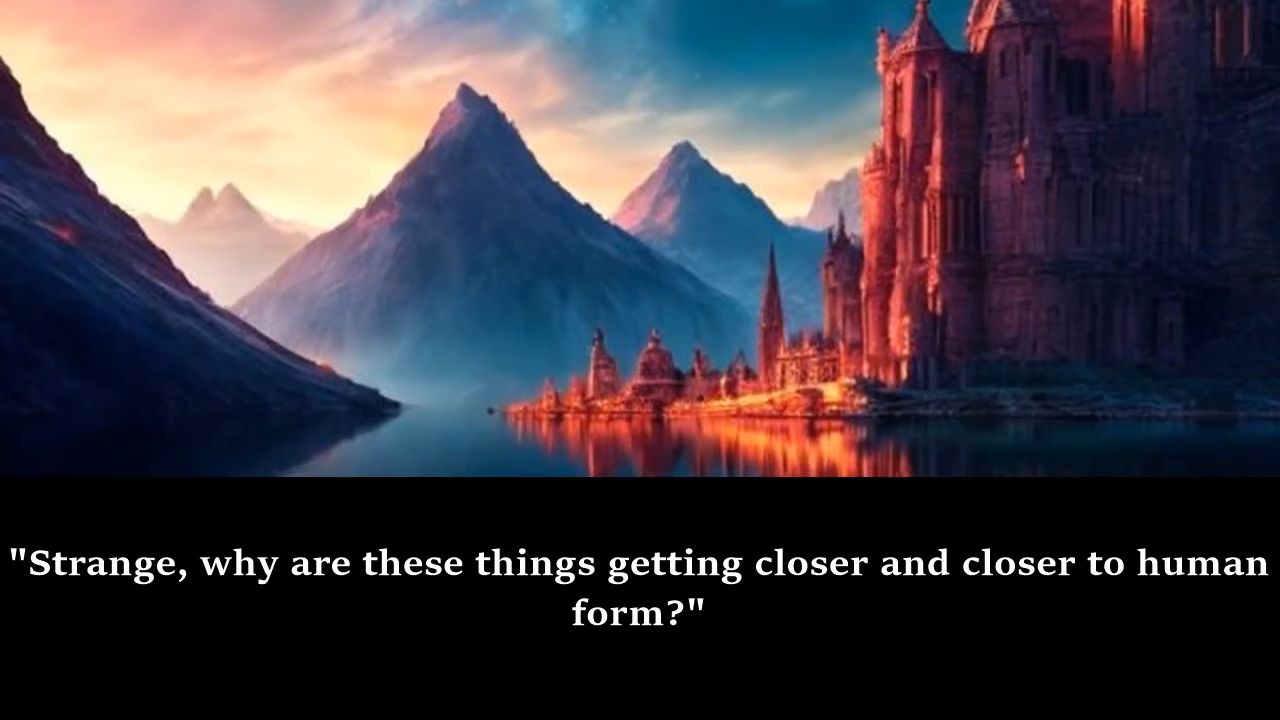 "Strange, why are these things getting closer and closer to human
form?"